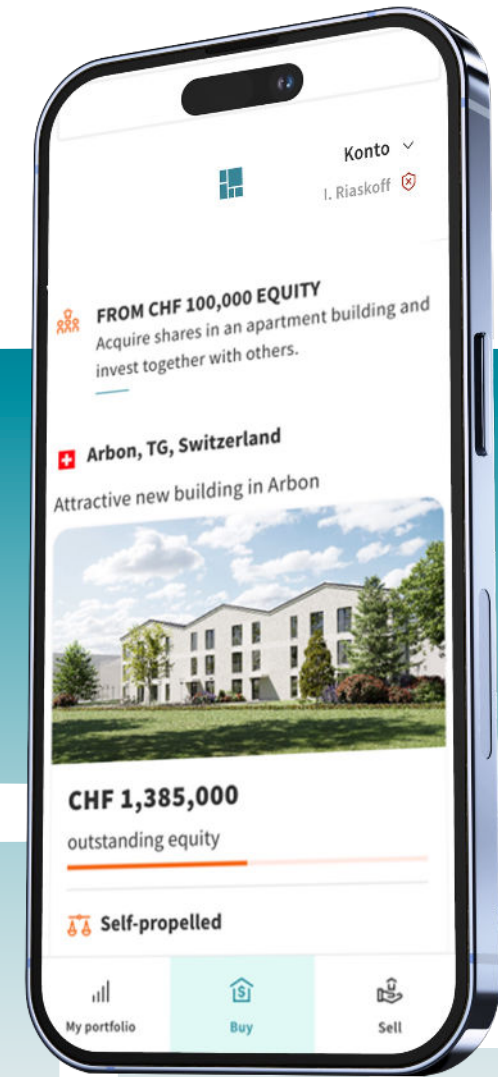 Konto
I. Riaskoff
FROM CHF 100,000 EQUITY
Acquire shares in an apartment building and
invest together with others.
Arbon, TG, Switzerland
Attractive new building in Arbon
CHF 1,385,000
outstanding equity
Self-propelled
My portfolio
Buy
Sell